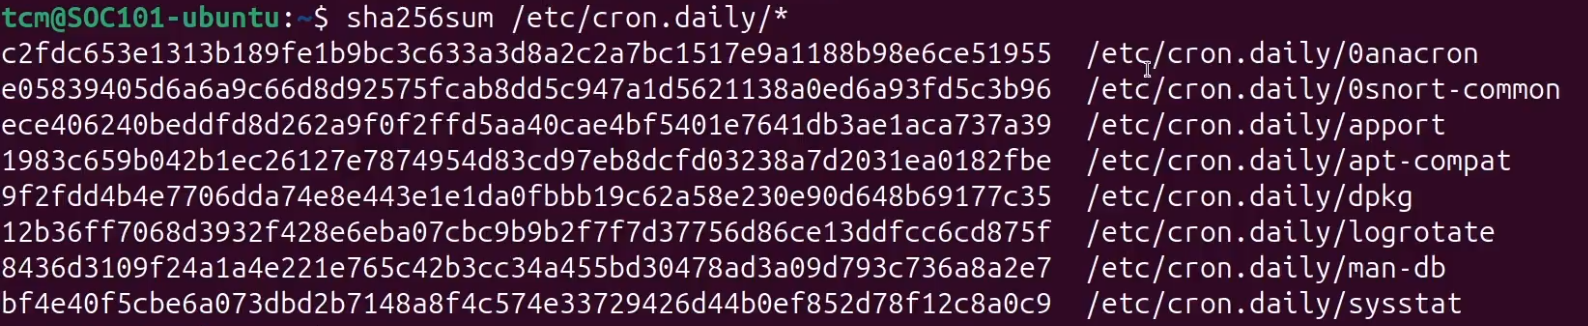 tcm@SOC101-ubuntu:~$ sha256sum /etc/cron.daily/*
c2fdc653e1313b189fe1b9bc3c633a3d8a2c2a7bc1517e9a1188b98e6ce51955  /etc/cron.daily/0anacron
e05839405d6a6a9c66d8d92575fcab8dd5c947a1d5621138a0ed6a93fd5c3b96  /etc/cron.daily/0snort-common
ece406240beddfd8d262a9f0f2ffd5aa40cae4bf5401e7641db3ae1aca737a39  /etc/cron.daily/apport
1983c659b042b1ec26127e7874954d83cd97eb8dcfd03238a7d2031ea0182fbe  /etc/cron.daily/apt-compat
9f2fdd4b4e7706dda74e8e443e1e1da0fbbb19c62a58e230e90d648b69177c35  /etc/cron.daily/dpkg
12b36ff7068d3932f428e6eba07cbc9b9b2f7f7d37756d86ce13ddfcc6cd875f  /etc/cron.daily/logrotate
8436d3109f24a1a4e221e765c42b3cc34a455bd30478ad3a09d793c736a8a2e7  /etc/cron.daily/man-db
bf4e40f5cbe6a073dbd2b7148a8f4c574e33729426d44b0ef852d78f12c8a0c9  /etc/cron.daily/sysstat